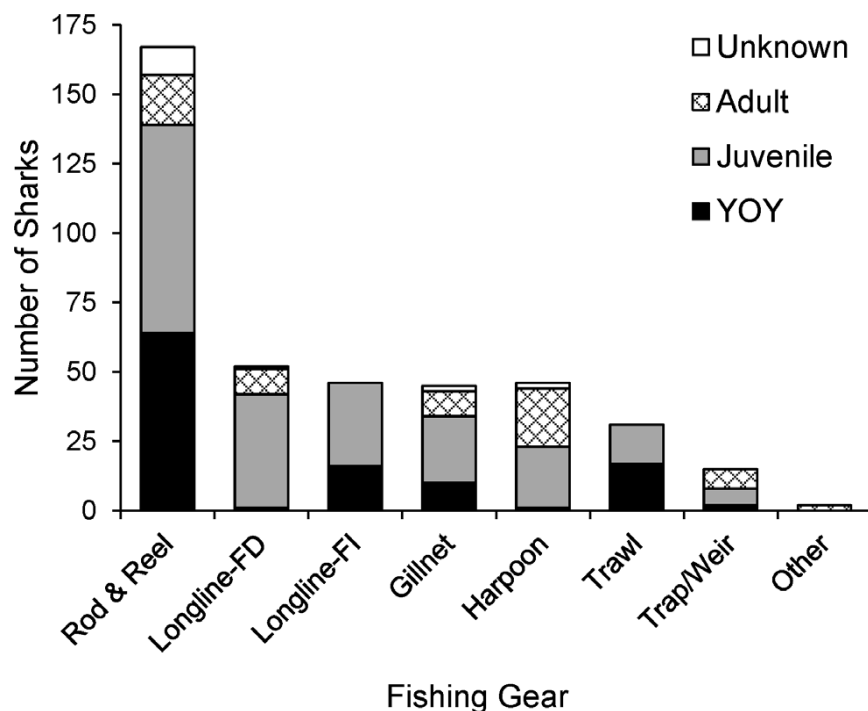 175
150
125
100
75
50
25
0
Number of Sharks
Unknown
Adult
Juvenile
YOY
Rod & Reel
Longline-FD
Longline-FI
Gillnet
Harpoon
Trawl
Trap/Weir
Other
Fishing Gear